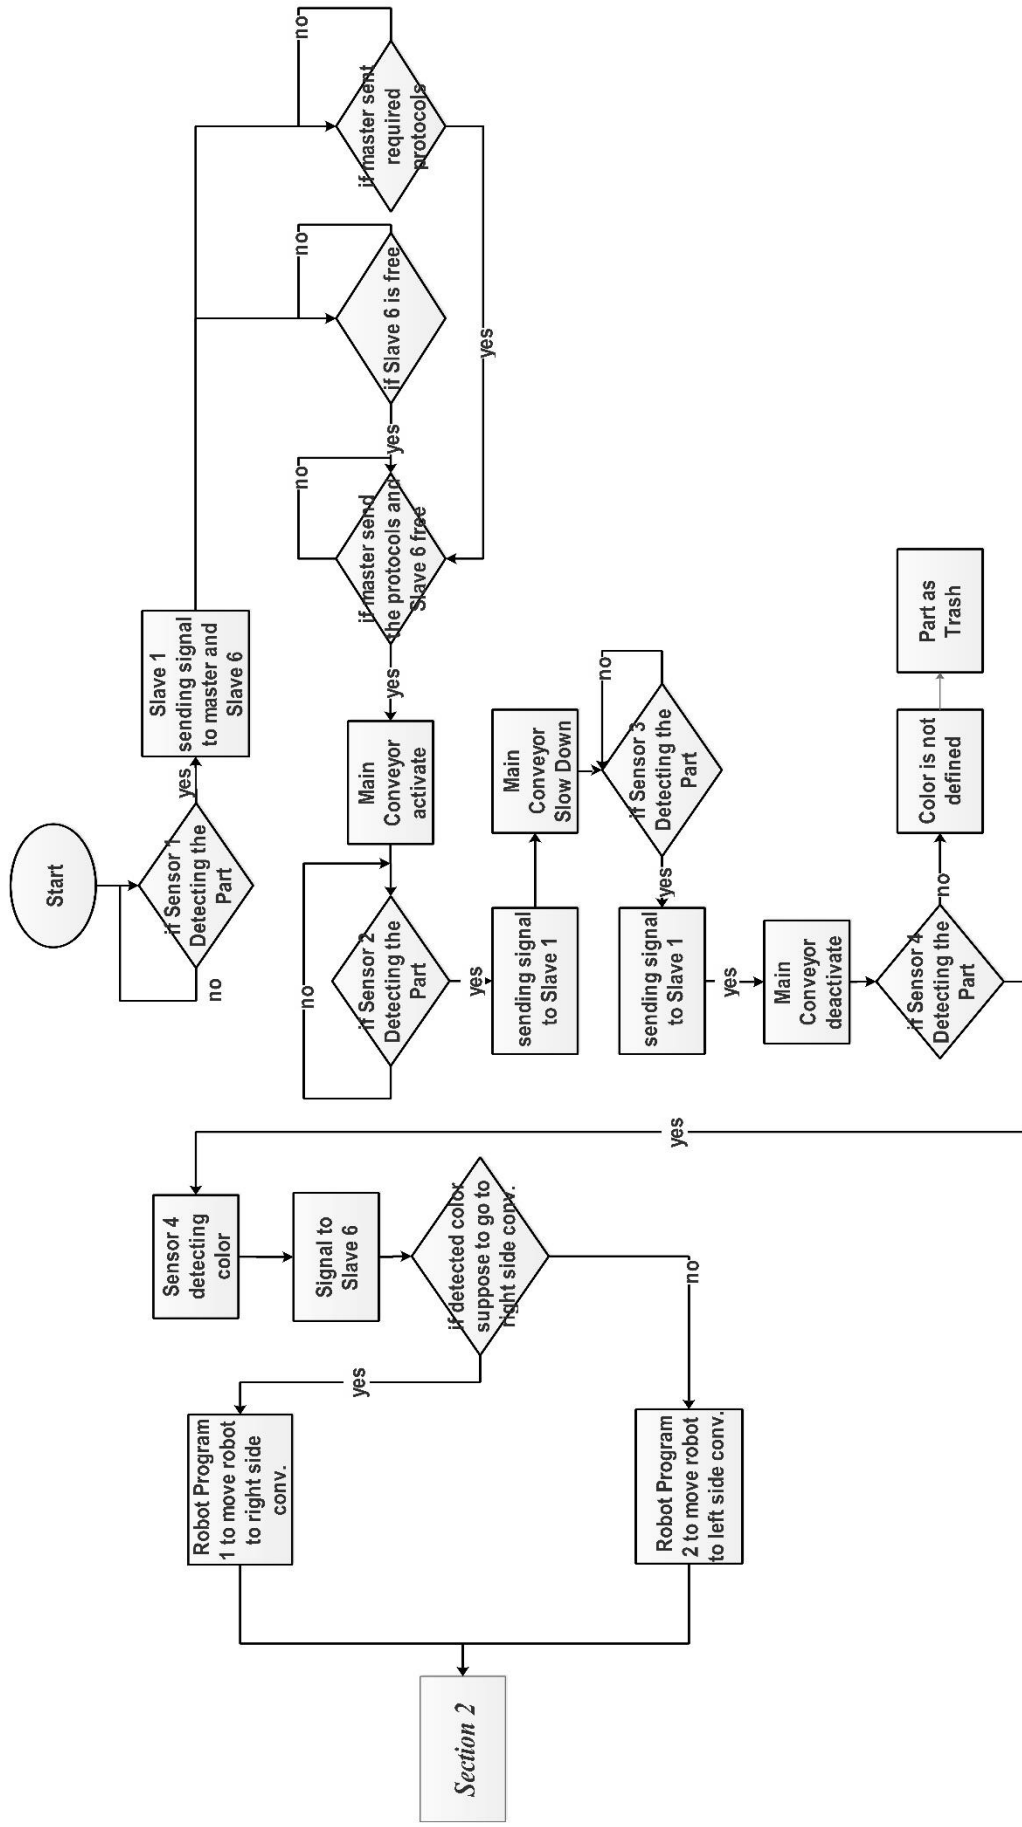 Start
if Sensor 1
Detecting the
Part
no
yes
Slave 1
sending signal
to master and
Slave 6
if master sent
required
protocols
no
yes
if Slave 6 is free
no
yes
if master send
the protocols and
Slave 6 free
no
yes
Main
Conveyor
activate
if Sensor 2
Detecting the
Part
no
yes
sending signal
to Slave 1
Main
Conveyor
Slow Down
if Sensor 3
Detecting the
Part
no
yes
sending signal
to Slave 1
yes
Main
Conveyor
deactivate
if Sensor 4
Detecting the
Part
no
Color is not
defined
Part as
Trash
yes
Sensor 4
detecting
color
Signal to
Slave 6
if detected color
suppose to go to
right side conv.
yes
no
Robot Program
1 to move robot
to right side
conv.
Robot Program
2 to move robot
to left side conv.
Section 2